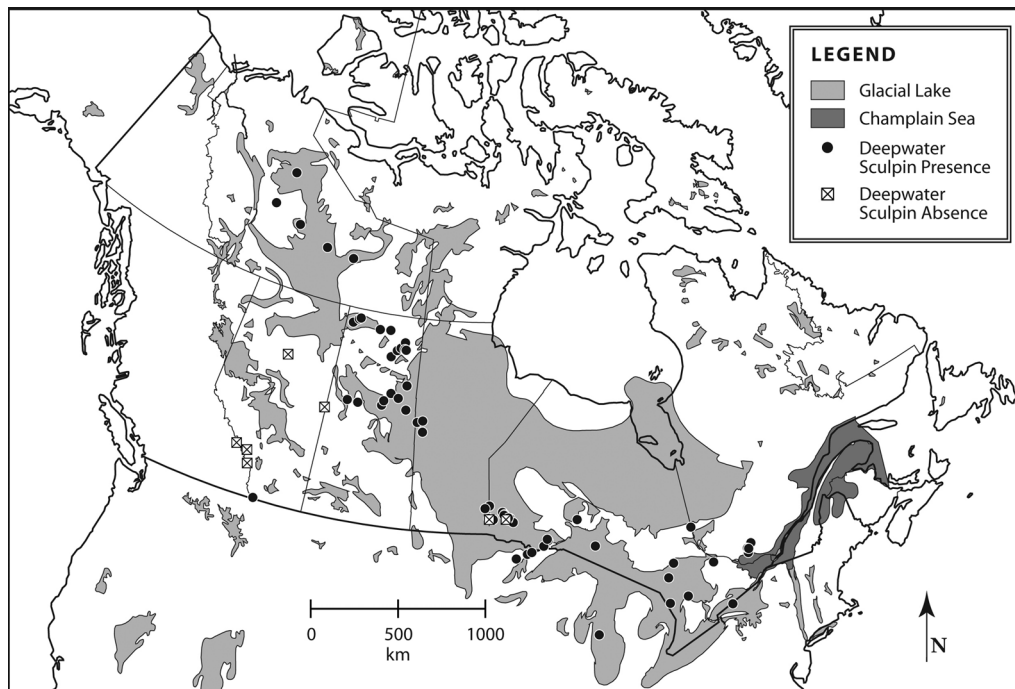 LEGEND
Glacial Lake
Champlain Sea
Deepwater
Sculpin Presence
Deepwater
Sculpin Absence
0 500 1000
km
N